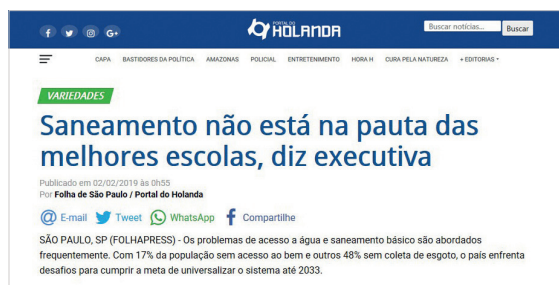 PORTAL DO
HOLANDA
Buscar notícias... Buscar
CAPA BASTIDORES DA POLÍTICA AMAZONAS POLICIAL ENTRETENIMENTO HORA H CURA PELA NATUREZA + EDITORIAS
VARIEDADES
Saneamento não está na pauta das
melhores escolas, diz executiva
Publicado em 02/02/2019 às 0h55
Por Folha de São Paulo / Portal do Holanda
E-mail Tweet WhatsApp Compartilhe
SÃO PAULO, SP (FOLHAPRESS) - Os problemas de acesso a água e saneamento básico são abordados
frequentemente. Com 17% da população sem acesso ao bem e outros 48% sem coleta de esgoto, o país enfrenta
desafios para cumprir a meta de universalizar o sistema até 2033.